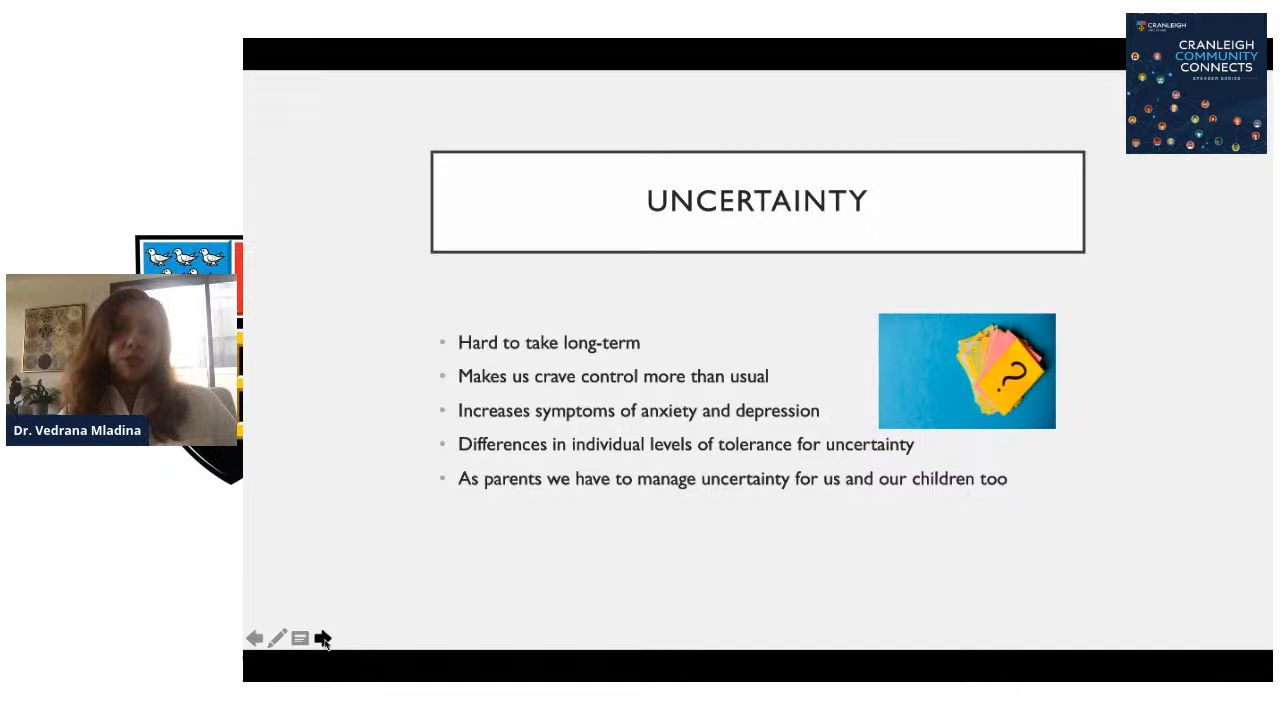 CRANLEIGH
CRANLEIGH
COMMUNITY
CONNECTS
SPEAKER SERIES
UNCERTAINTY
Hard to take long-term
Makes us crave control more than usual
Increases symptoms of anxiety and depression
Differences in individual levels of tolerance for uncertainty
As parents we have to manage uncertainty for us and our children too
?
Dr. Vedrana Mladina